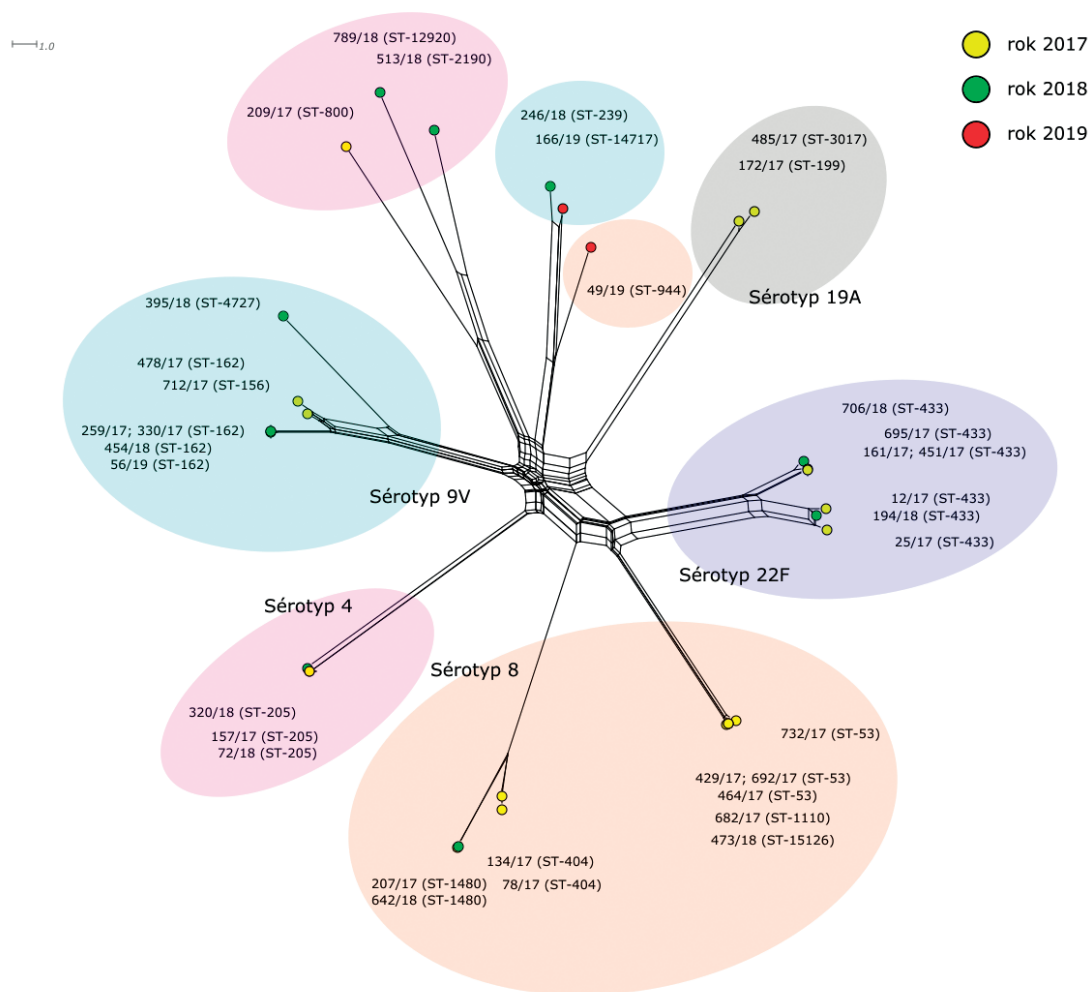 1.0
789/18 (ST-12920)
513/18 (ST-2190)
209/17 (ST-800)
246/18 (ST-239)
166/19 (ST-14717)
485/17 (ST-3017)
172/17 (ST-199)
rok 2017
rok 2018
rok 2019
49/19 (ST-944)
Sérotyp 19A
395/18 (ST-4727)
478/17 (ST-162)
712/17 (ST-156)
259/17; 330/17 (ST-162)
454/18 (ST-162)
56/19 (ST-162)
Sérotyp 9V
706/18 (ST-433)
695/17 (ST-433)
161/17; 451/17 (ST-433)
12/17 (ST-433)
194/18 (ST-433)
25/17 (ST-433)
Sérotyp 22F
Sérotyp 4
320/18 (ST-205)
157/17 (ST-205)
72/18 (ST-205)
Sérotyp 8
732/17 (ST-53)
429/17; 692/17 (ST-53)
464/17 (ST-53)
682/17 (ST-1110)
473/18 (ST-15126)
134/17 (ST-404)
78/17 (ST-404)
207/17 (ST-1480)
642/18 (ST-1480)